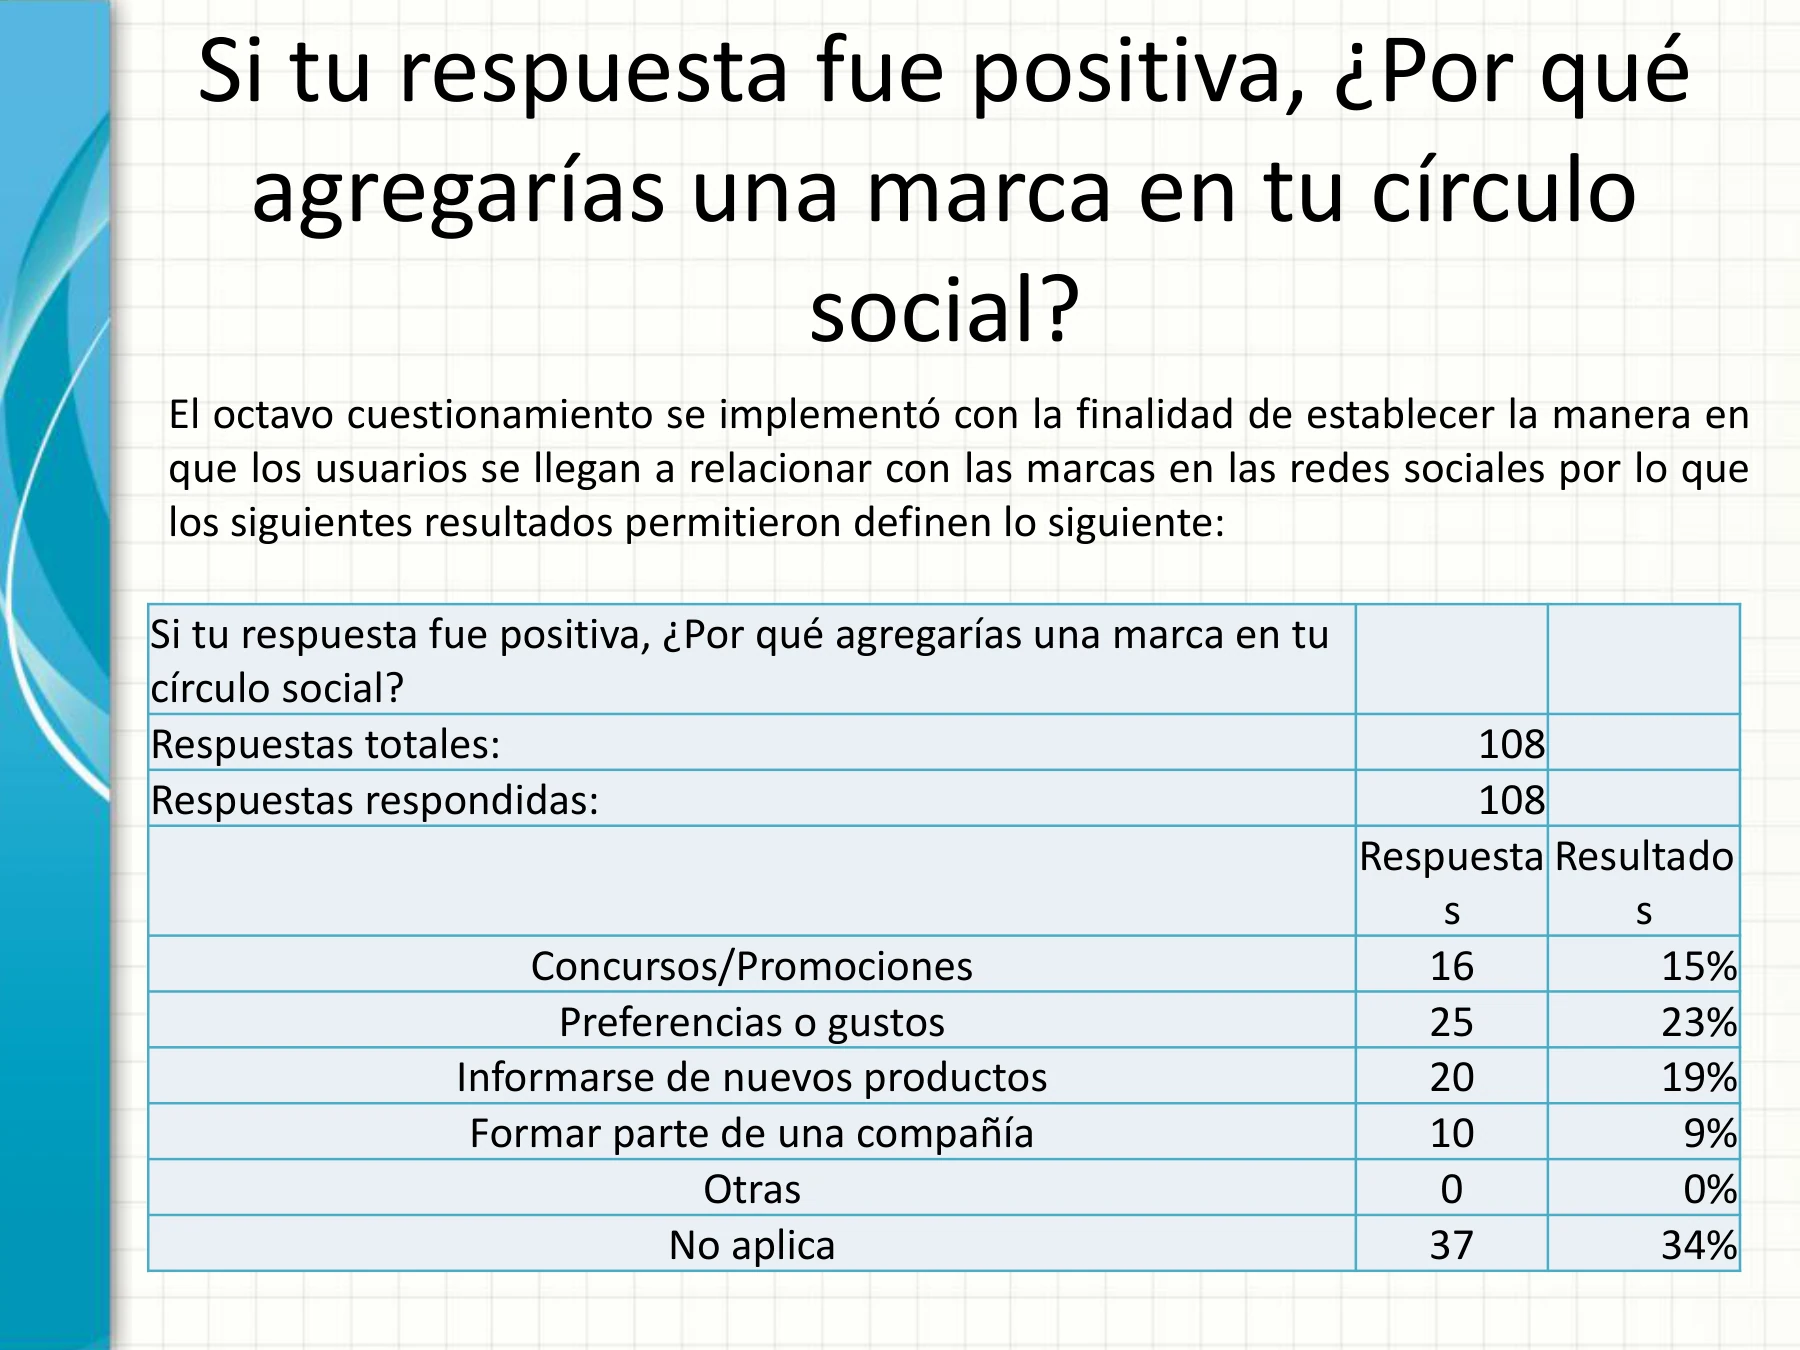 Si tu respuesta fue positiva, ¿Por qué
agregarías una marca en tu círculo
social?
El octavo cuestionamiento se implementó con la finalidad de establecer la manera en
que los usuarios se llegan a relacionar con las marcas en las redes sociales por lo que
los siguientes resultados permitieron definen lo siguiente:
Si tu respuesta fue positiva, ¿Por qué agregarías una marca en tu
círculo social?
Respuestas totales: 108
Respuestas respondidas: 108
Respuesta Resultado
s s
Concursos/Promociones 16 15%
Preferencias o gustos 25 23%
Informarse de nuevos productos 20 19%
Formar parte de una compañía 10 9%
Otras 0 0%
No aplica 37 34%